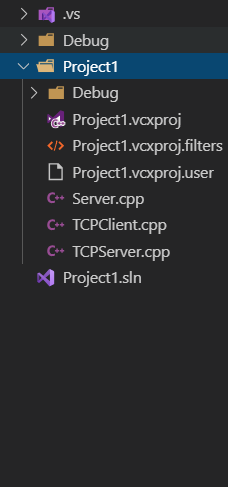 .vs
Debug
Project1
Debug
Project1.vcxproj
Project1.vcxproj.filters
Project1.vcxproj.user
Server.cpp
TCPClient.cpp
TCPServer.cpp
Project1.sln